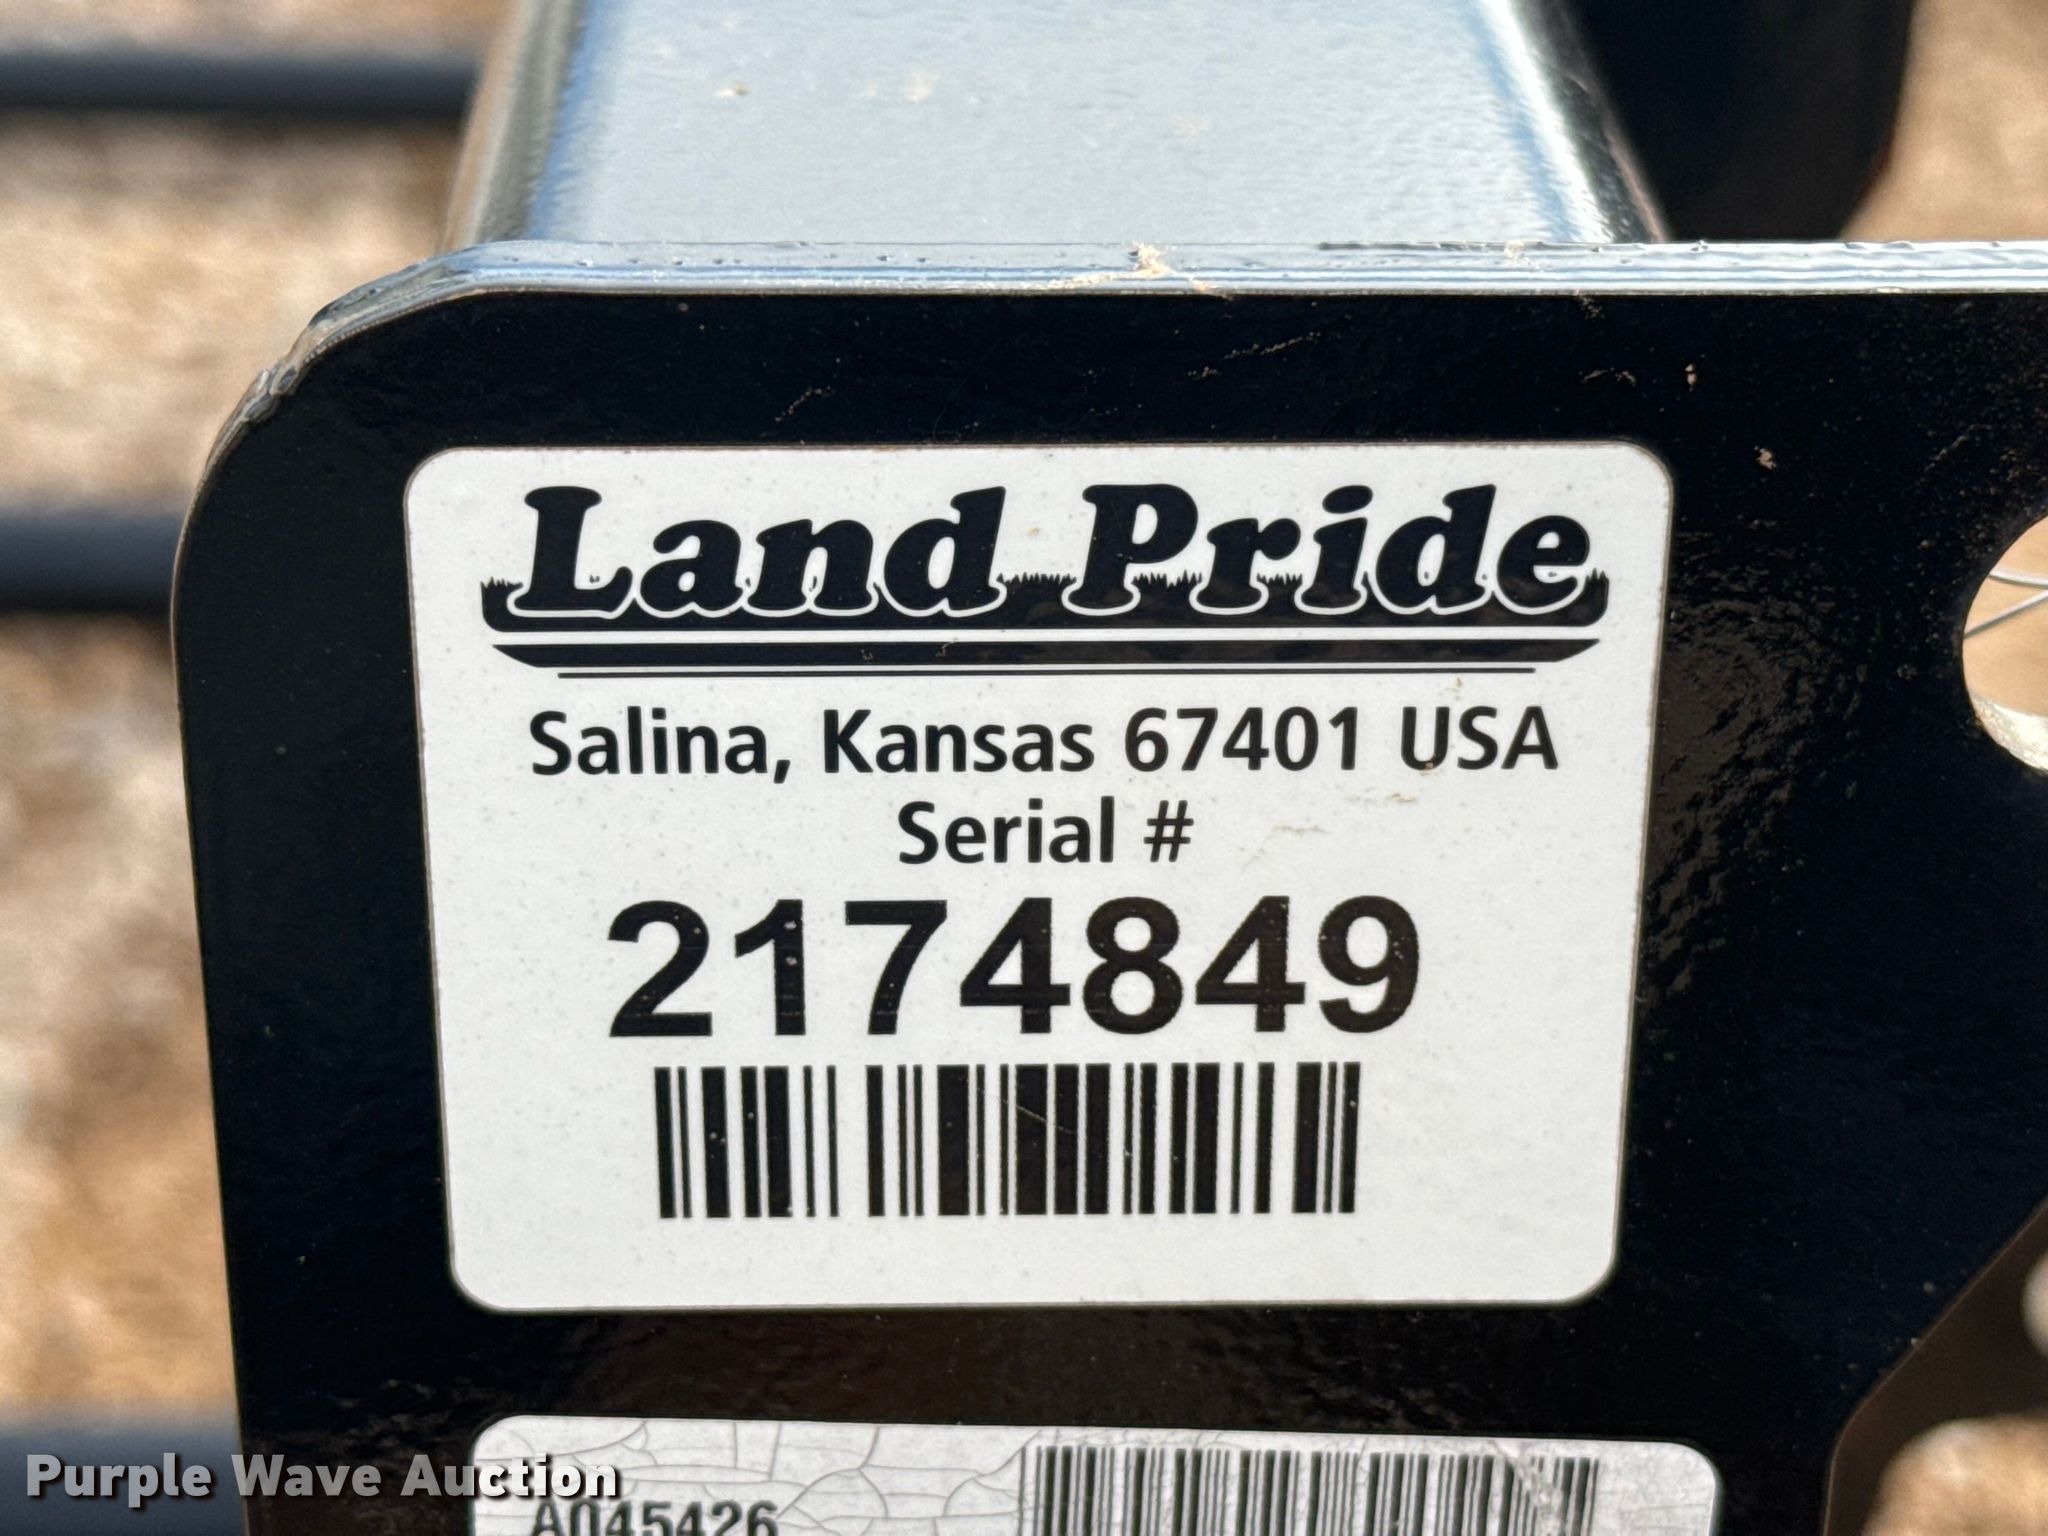 Land Pride
Salina, Kansas 67401 USA
Serial #
2174849
A045426
Purple Wave Auction